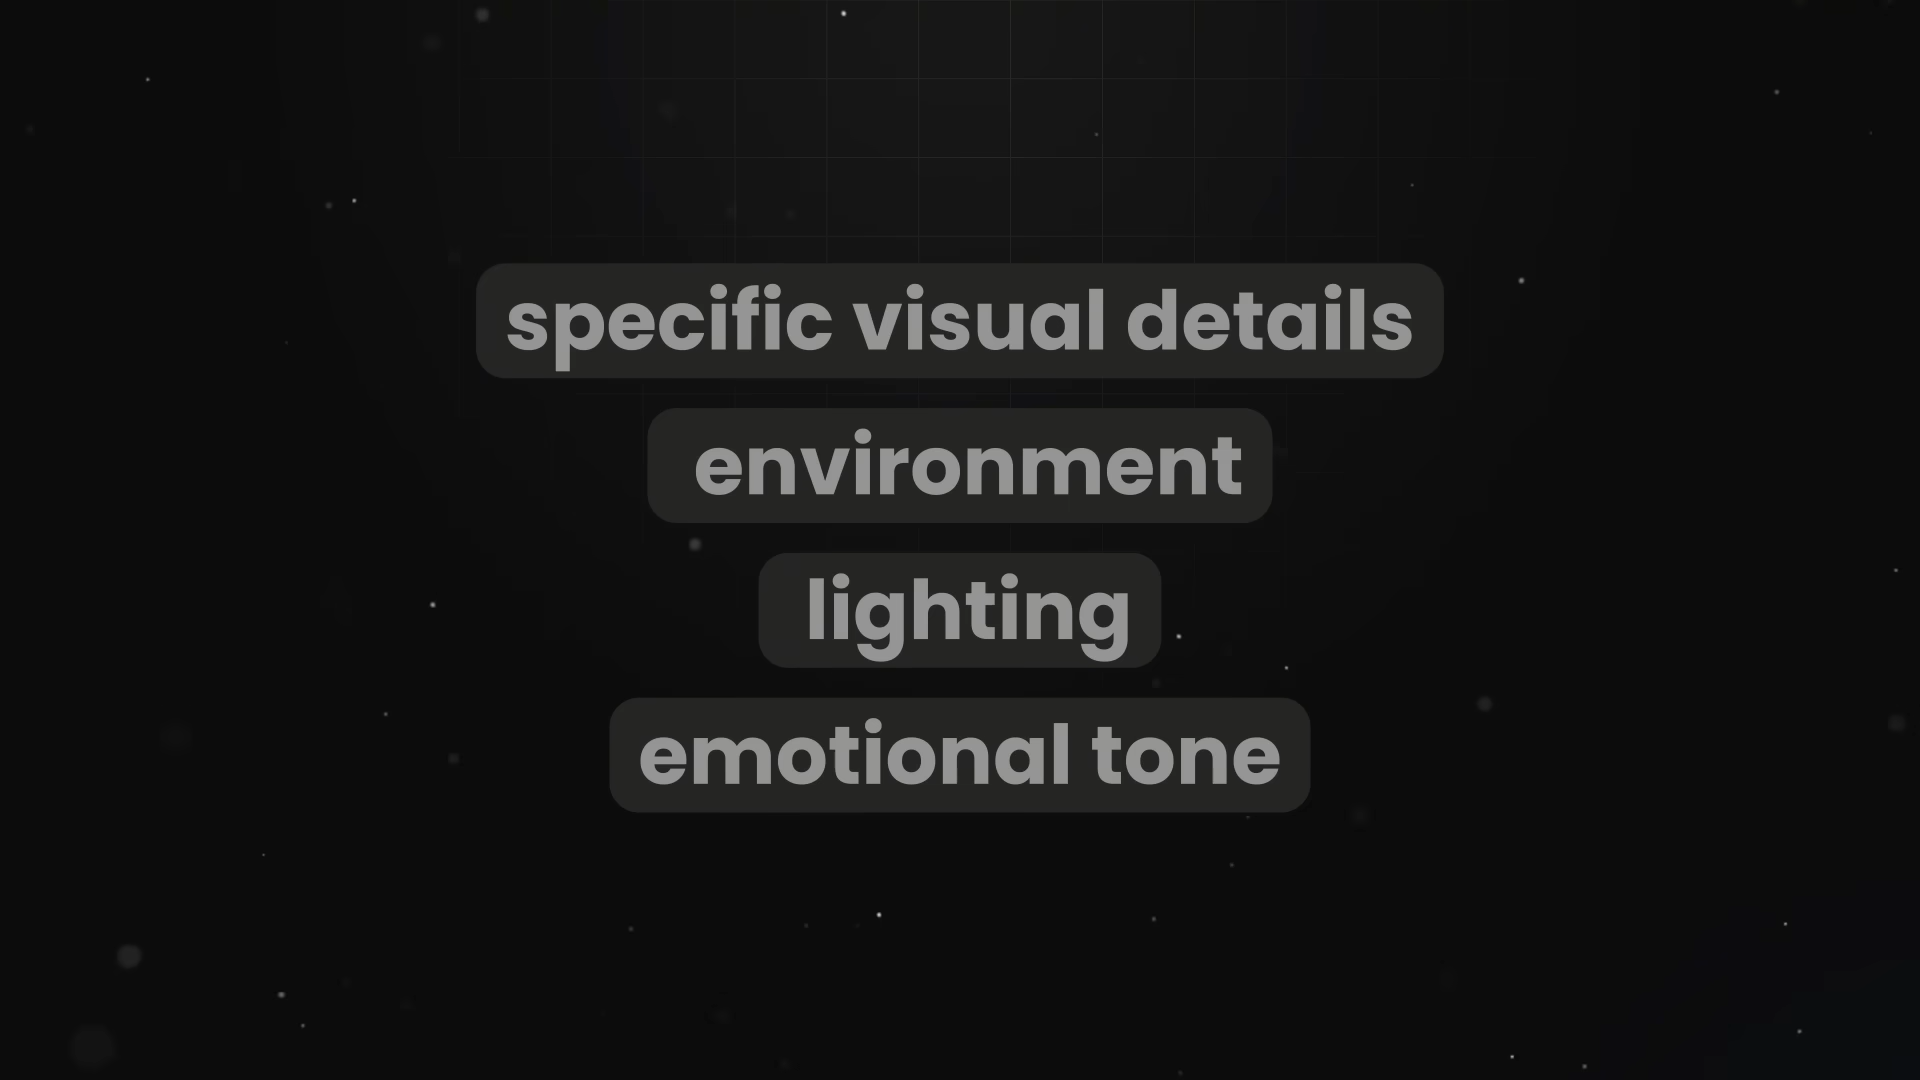 specific visual details
environment
lighting
emotional tone